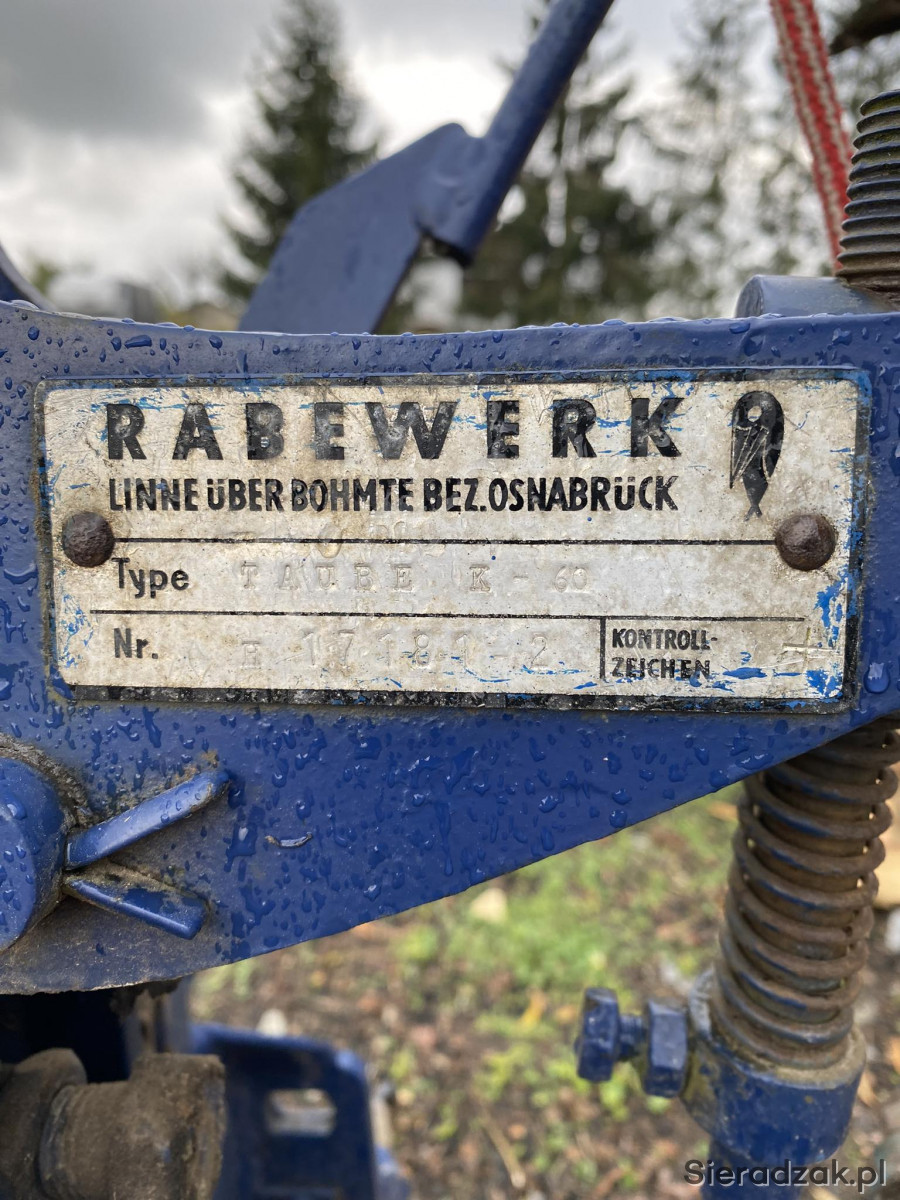 RABEWERK
LINNE ÜBER BOHMTE BEZ. OSNABRÜCK
Type TAUBE K-60
Nr. H 17181-2 KONTROLL-
ZEICHEN
Sieradzak.pl